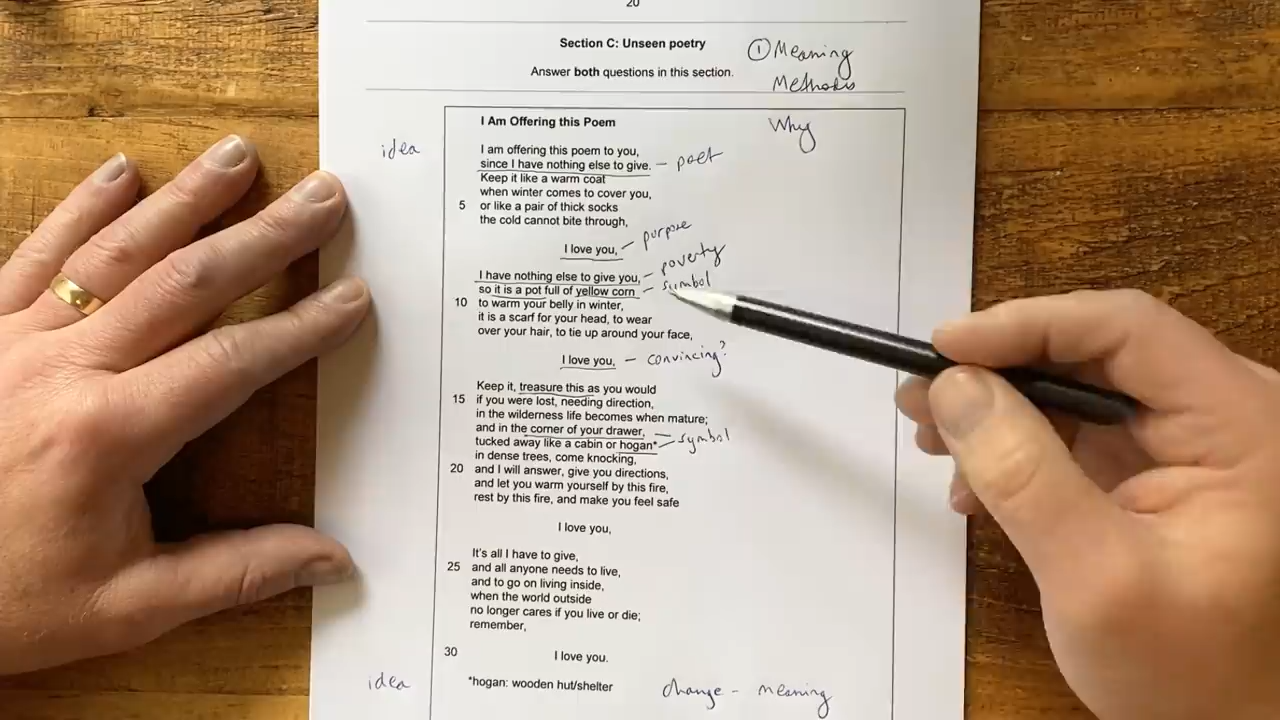 20
Section C: Unseen poetry ① Meaning
Answer both questions in this section. Methods
I Am Offering this Poem Why
idea I am offering this poem to you,
since I have nothing else to give. – poet
Keep it like a warm coat
when winter comes to cover you,
5 or like a pair of thick socks
the cold cannot bite through,
I love you, – purpose
I have nothing else to give you, – poverty
so it is a pot full of yellow corn – symbol
10 to warm your belly in winter,
it is a scarf for your head, to wear
over your hair, to tie up around your face,
I love you, – convincing?
Keep it, treasure this as you would
15 if you were lost, needing direction,
in the wilderness life becomes when mature;
and in the corner of your drawer,
tucked away like a cabin or hogan* – symbol
in dense trees, come knocking,
20 and I will answer, give you directions,
and let you warm yourself by this fire,
rest by this fire, and make you feel safe
I love you,
It's all I have to give,
25 and all anyone needs to live,
and to go on living inside,
when the world outside
no longer cares if you live or die;
remember,
30 I love you.
idea *hogan: wooden hut/shelter change – meaning